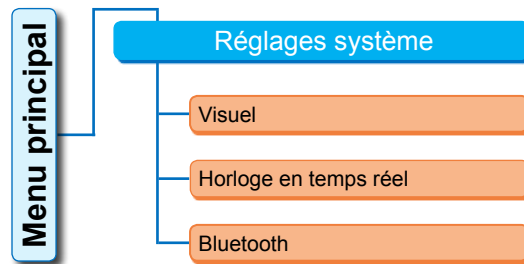 Menu principal
Réglages système
Visuel
Horloge en temps réel
Bluetooth